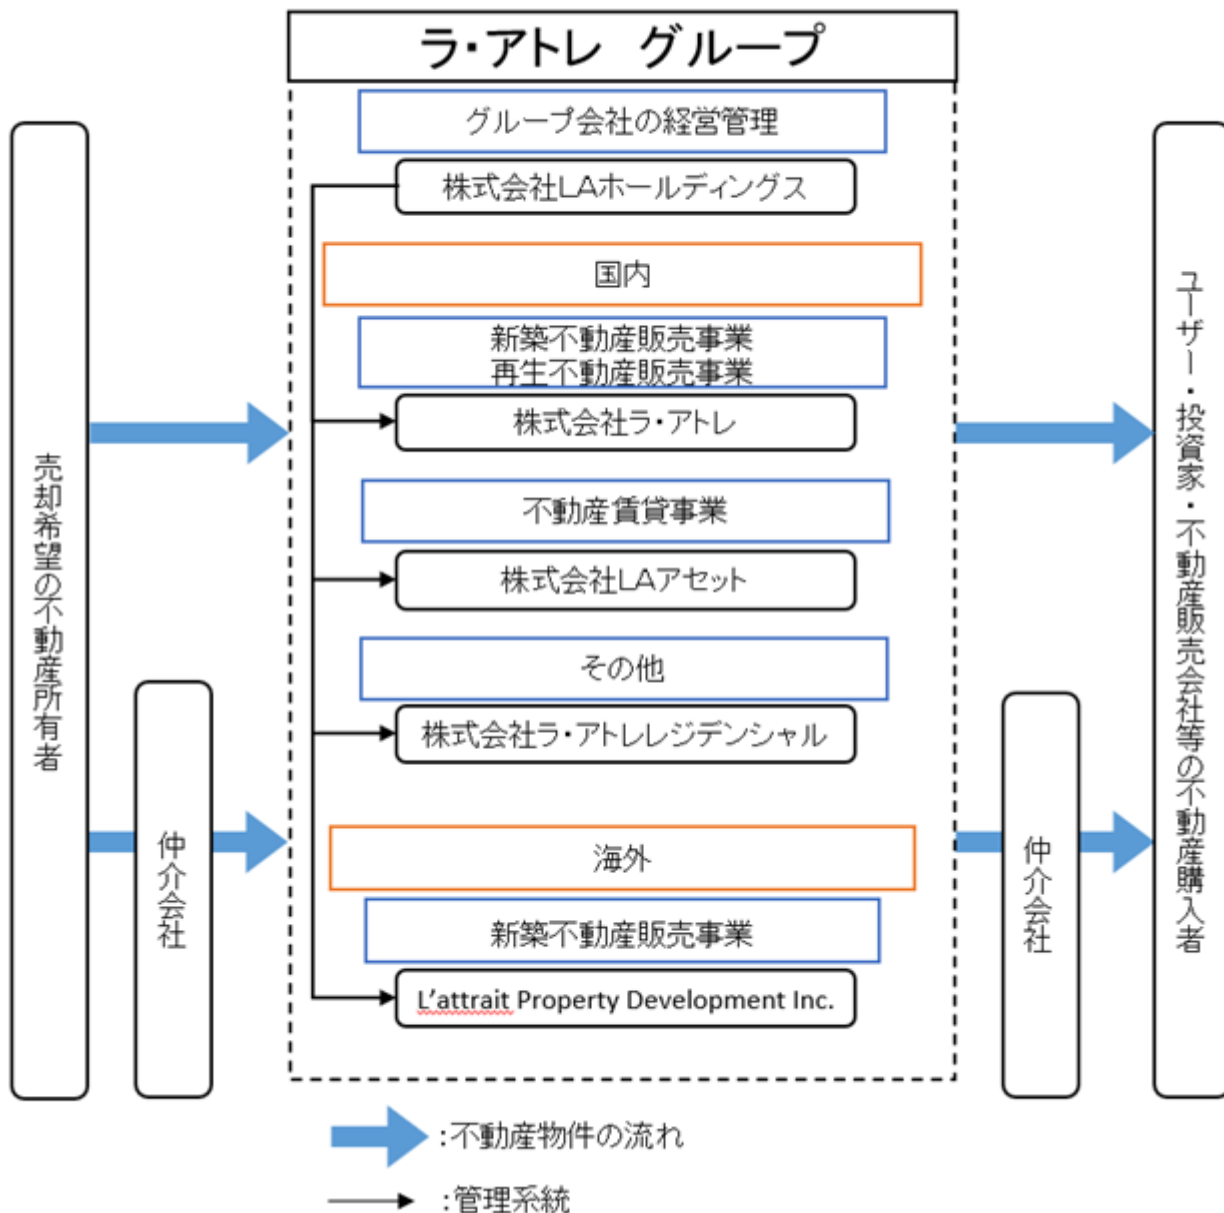 ラ・アトレ グループ
グループ会社の経営管理
株式会社LAホールディングス
国内
新築不動産販売事業
再生不動産販売事業
株式会社ラ・アトレ
不動産賃貸事業
株式会社LAアセット
その他
株式会社ラ・アトレレジデンシャル
海外
新築不動産販売事業
L'attrait Property Development Inc.
売却希望の不動産所有者
仲介会社
仲介会社
ユーザー・投資家・不動産販売会社等の不動産購入者
:不動産物件の流れ
:管理系統